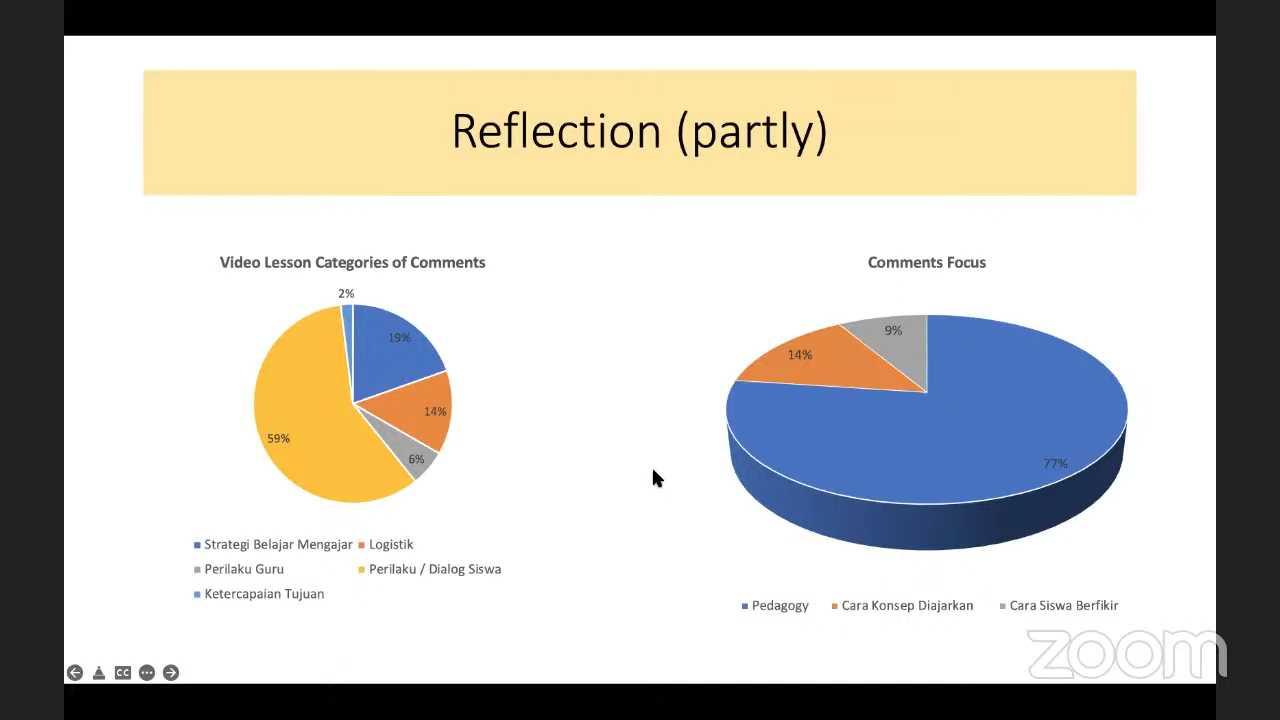 Reflection (partly)
Video Lesson Categories of Comments
2%
19%
14%
6%
59%
Strategi Belajar Mengajar
Logistik
Perilaku Guru
Perilaku / Dialog Siswa
Ketercapaian Tujuan
Comments Focus
9%
14%
77%
Pedagogy
Cara Konsep Diajarkan
Cara Siswa Berfikir
CC
zoom